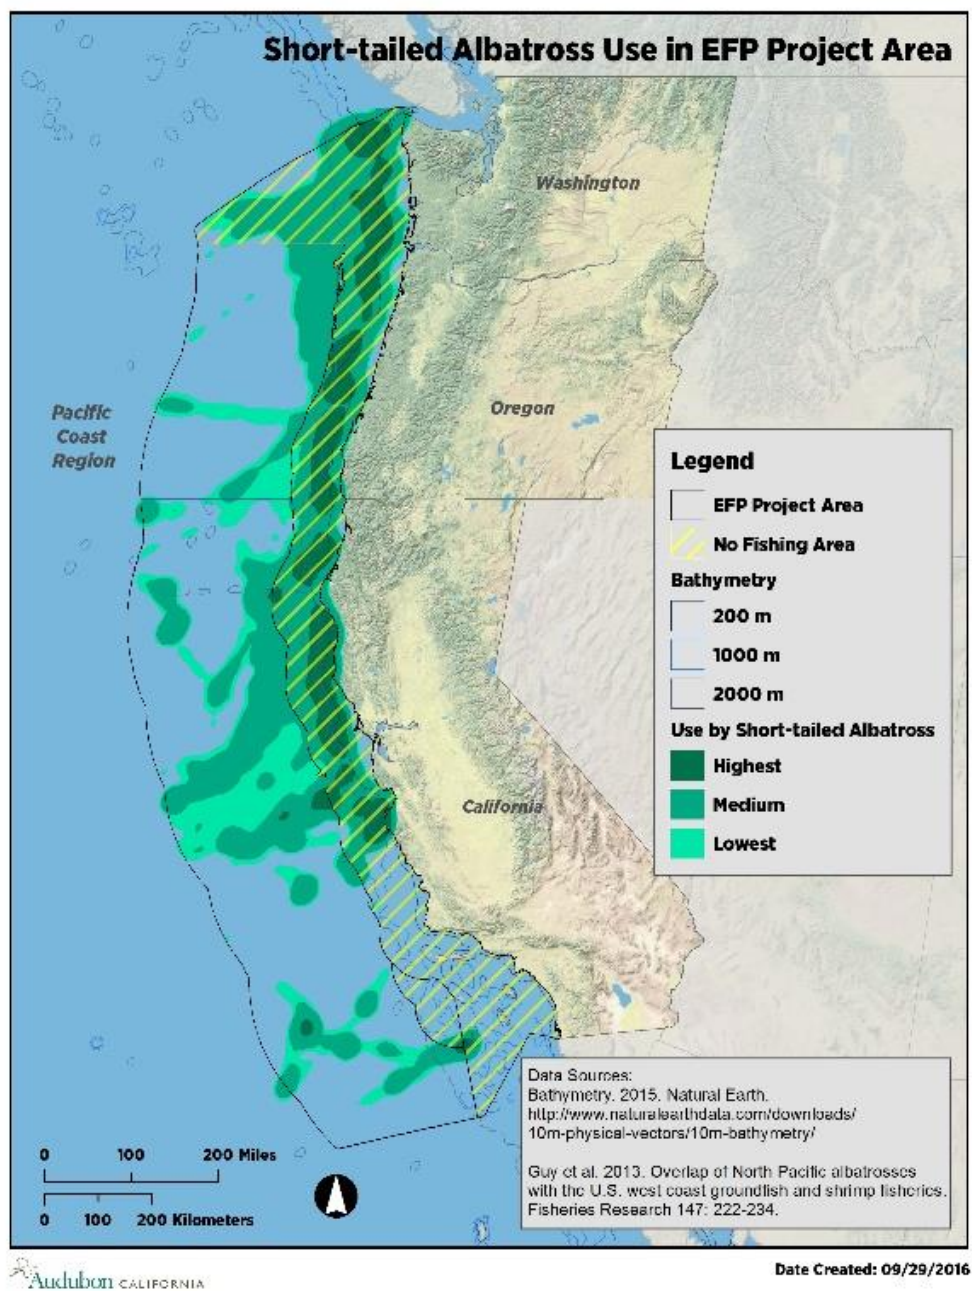 Short-tailed Albatross Use in EFP Project Area
Washington
Oregon
Pacific
Coast
Region
California
Legend
EFP Project Area
No Fishing Area
Bathymetry
200 m
1000 m
2000 m
Use by Short-tailed Albatross
Highest
Medium
Lowest
Data Sources:
Bathymetry. 2015. Natural Earth.
http://www.naturalearthdata.com/downloads/
10m-physical-vectors/10m-bathymetry/
Guy et al. 2013. Overlap of North Pacific albatrosses
with the U.S. west coast groundfish and shrimp fisheries.
Fisheries Research 147: 222-234.
0 100 200 Miles
0 100 200 Kilometers
Audubon CALIFORNIA
Date Created: 09/29/2016